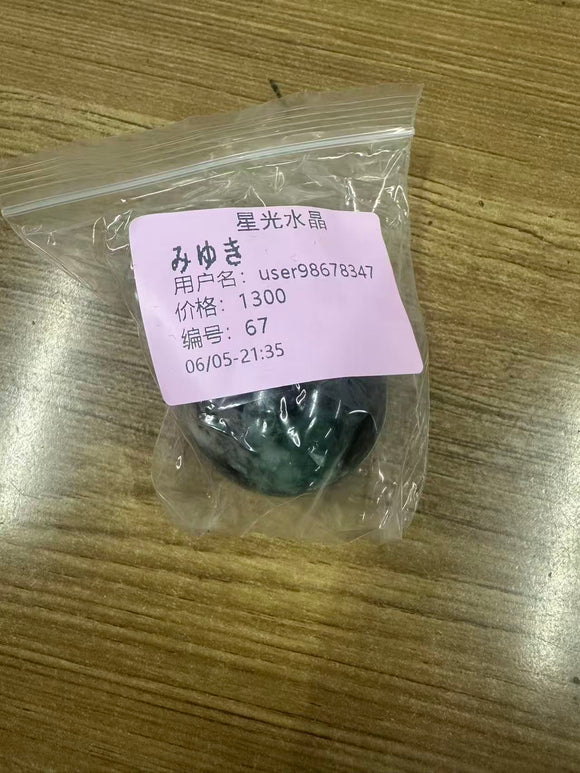 星光水晶
みゆき
用户名：user98678347
价格：1300
编号：67
06/05-21:35